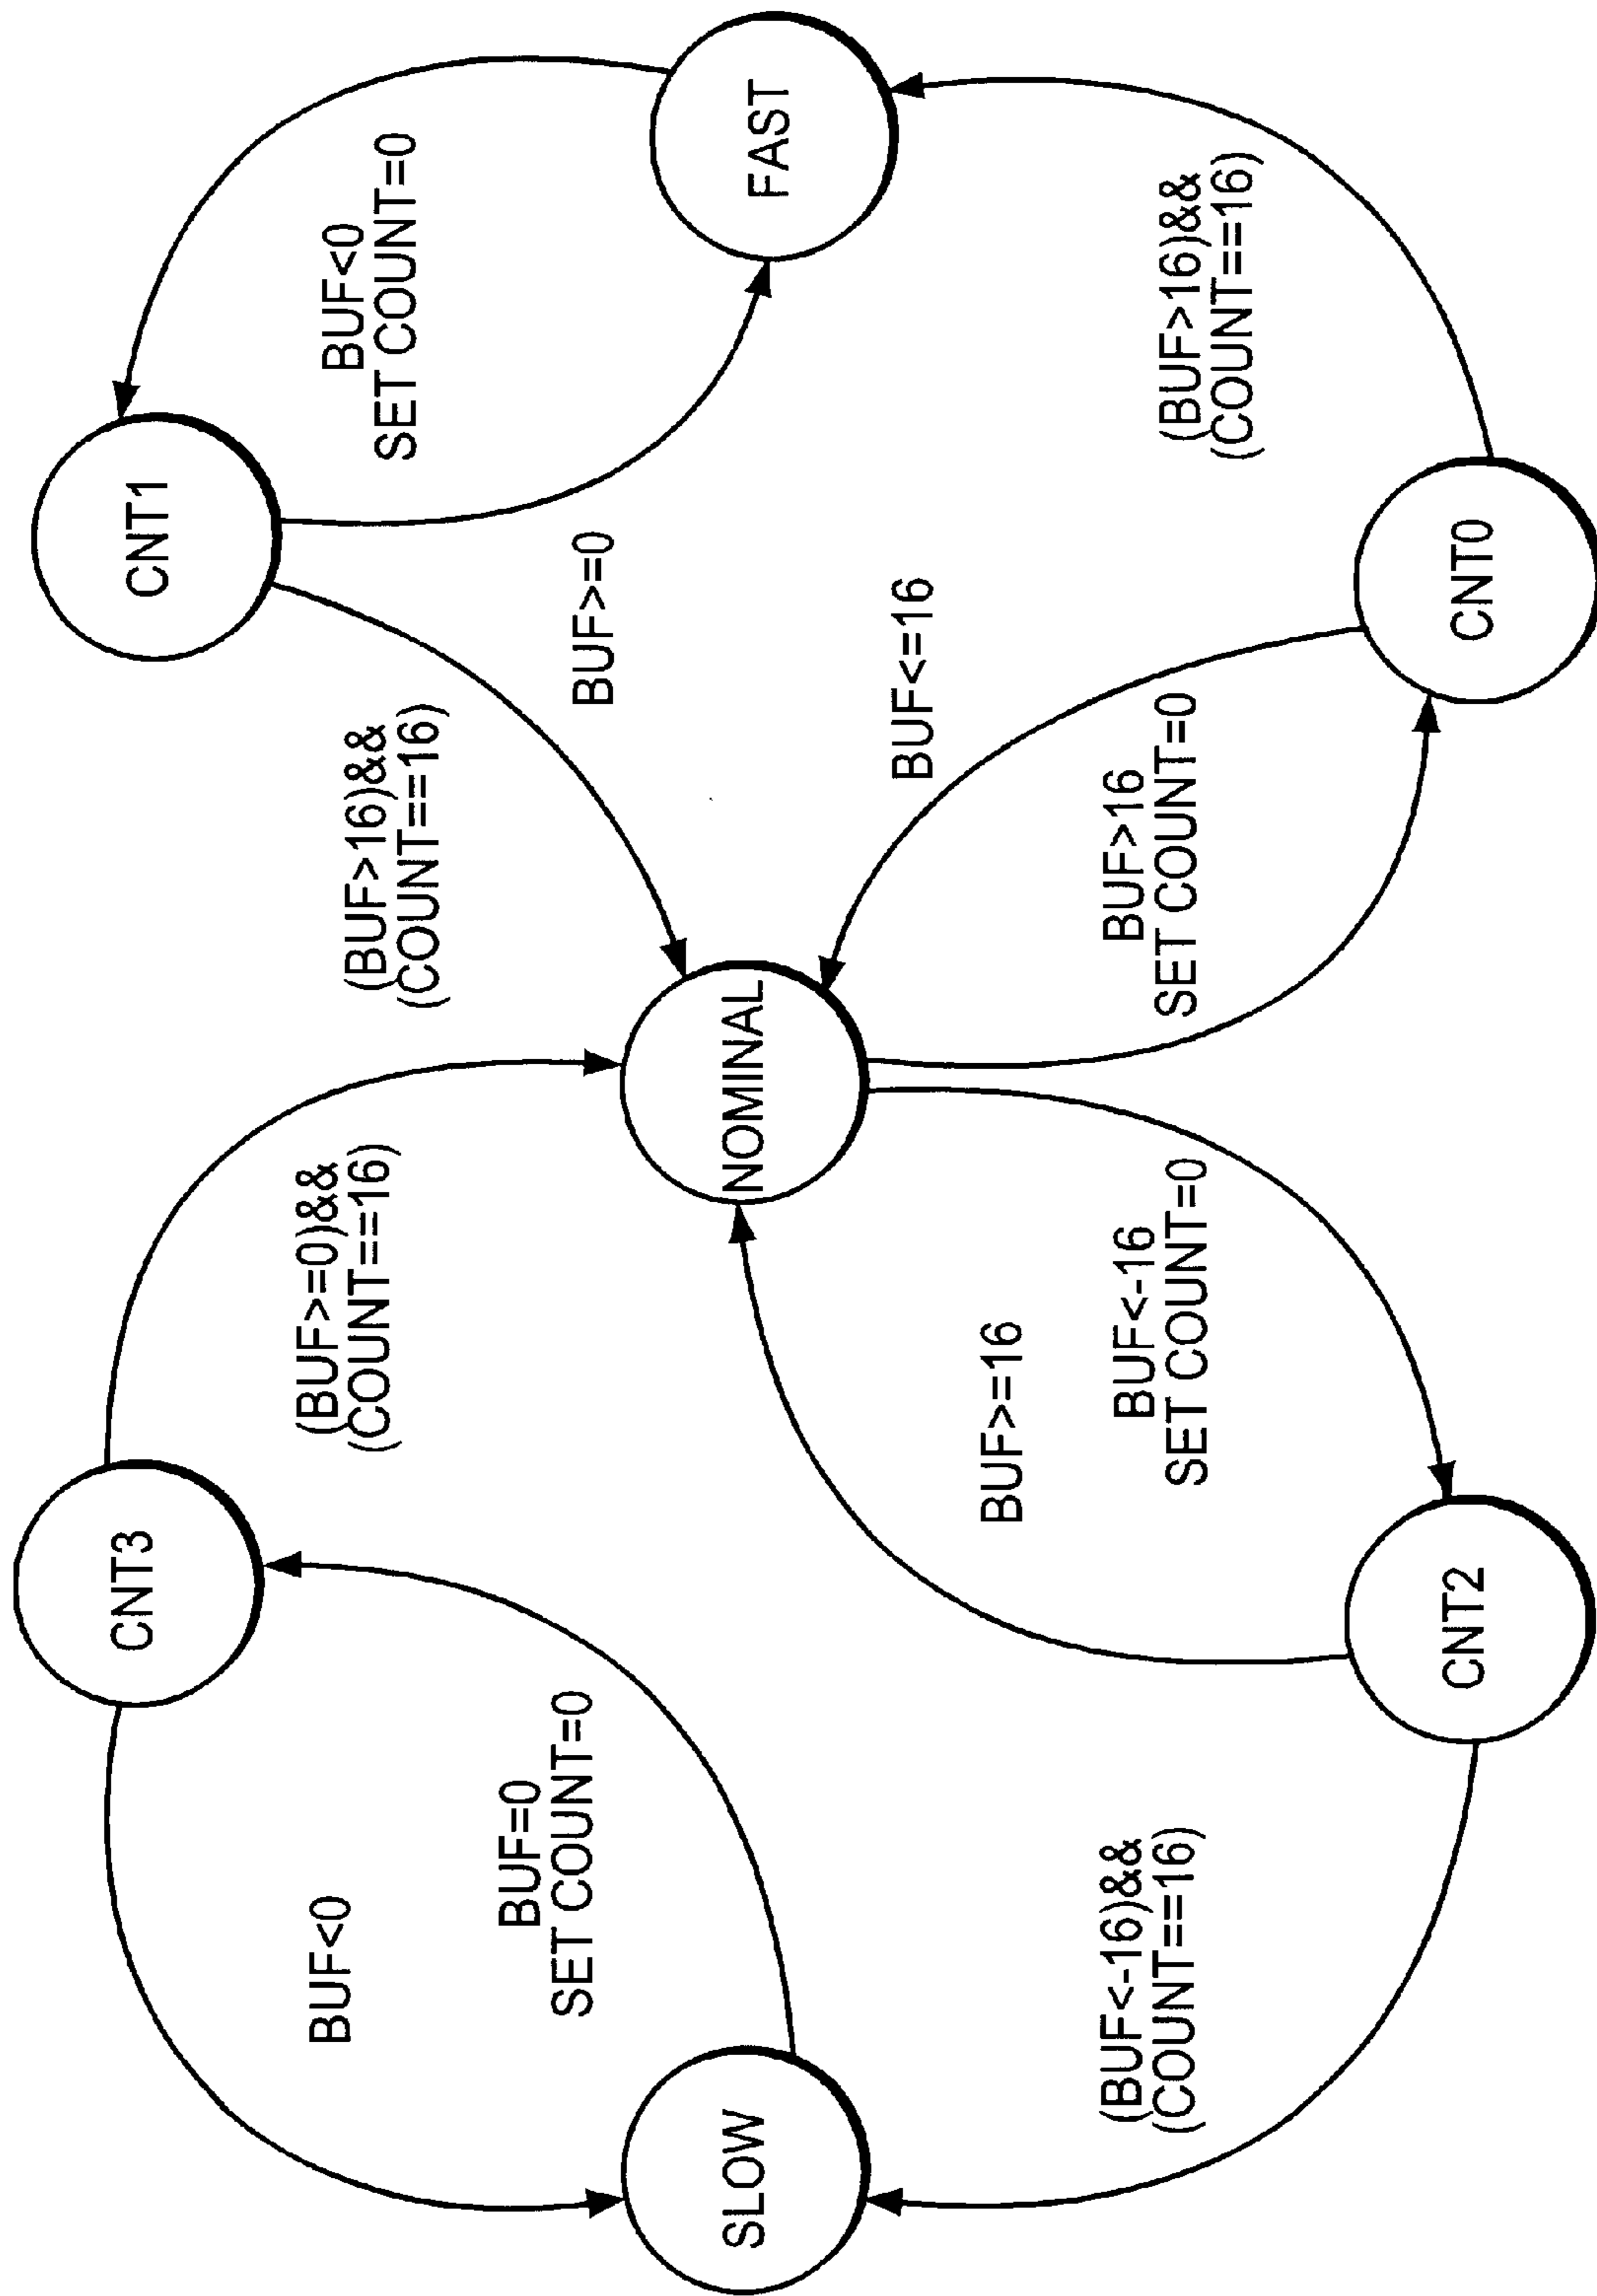 CNT3
CNT1
BUF<0
(BUF>=0)&&
(COUNT==16)
(BUF>16)&&
(COUNT==16)
BUF<0
SET COUNT=0
BUF=0
SET COUNT=0
BUF>=0
SLOW
NOMINAL
FAST
BUF>=16
BUF<=16
(BUF<-16)&&
(COUNT==16)
BUF<-16
SET COUNT=0
BUF>16
SET COUNT=0
(BUF>16)&&
(COUNT==16)
CNT2
CNT0